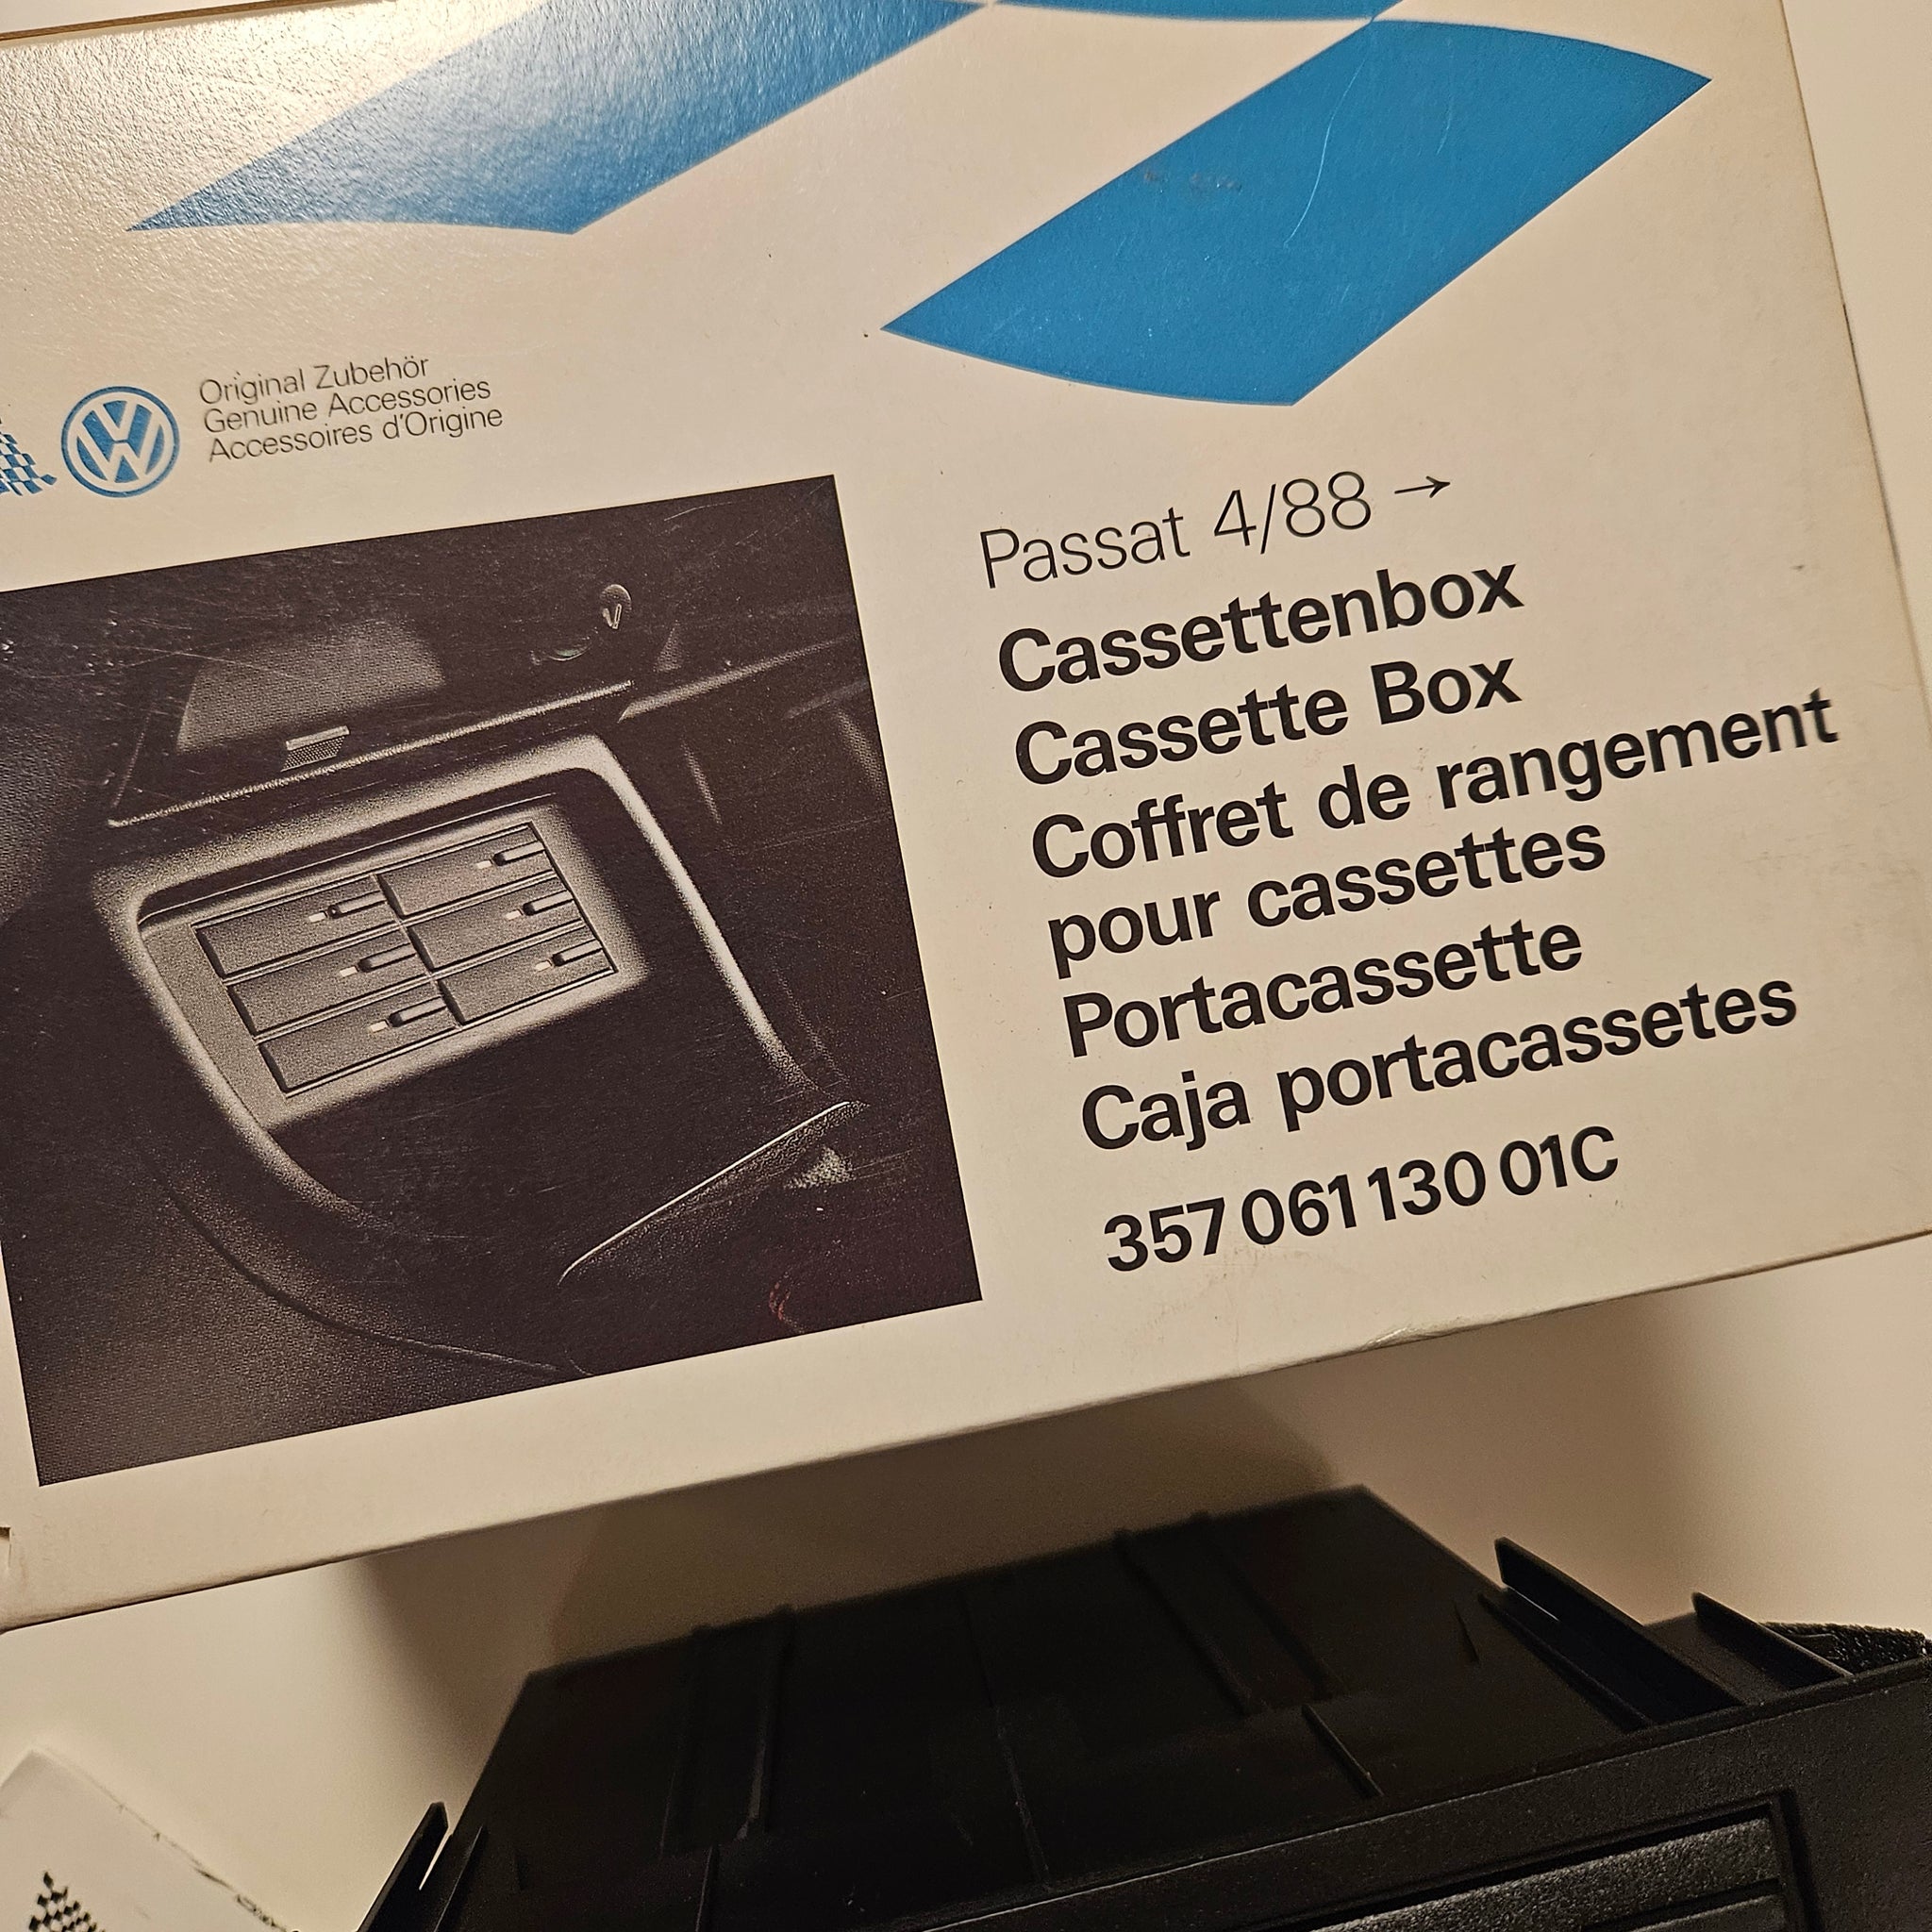 Original Zubehör
Genuine Accessories
Accessoires d'Origine
Passat 4/88 →
Cassettenbox
Cassette Box
Coffret de rangement
pour cassettes
Portacassette
Caja portacassetes
357 061 130 01C